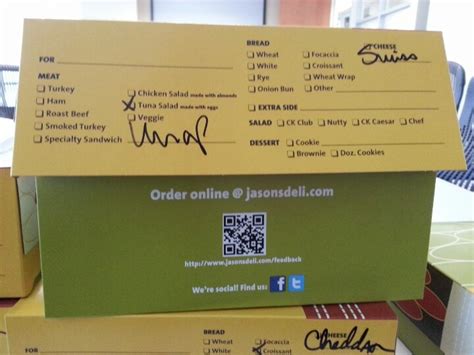 FOR
MEAT
Turkey
Ham
Roast Beef
Smoked Turkey
Specialty Sandwich
Chicken Salad made with almonds
Tuna Salad made with eggs
Veggie
Wrap
BREAD
Wheat
White
Rye
Onion Bun
Focaccia
Croissant
Wheat Wrap
Other
CHEESE
Swiss
EXTRA SIDE
SALAD CK Club Nutty CK Caesar Chef
DESSERT Cookie
Brownie Doz. Cookies
Order online @ jasonsdeli.com
http://www.jasonsdeli.com/feedback
We're social! Find us: f t
FOR
MEAT
BREAD
Wheat
White
Focaccia
Croissant
CHEESE
Cheddar